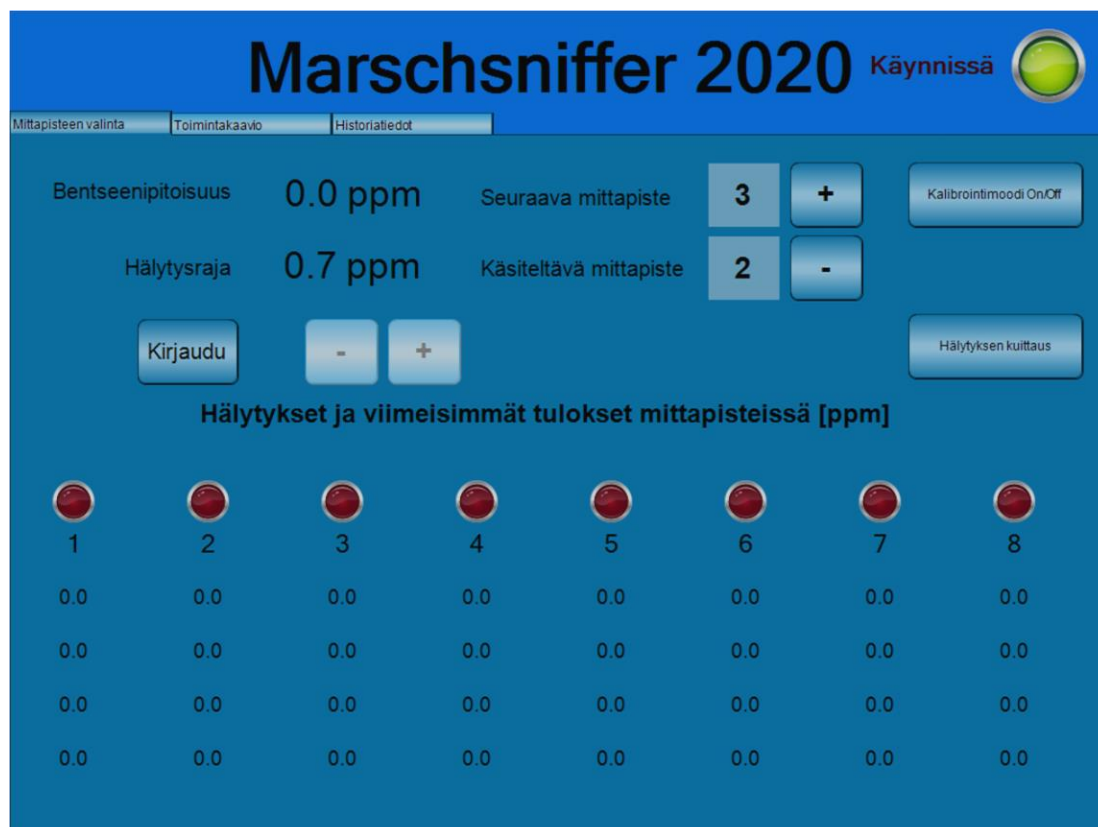 Marschsniffer 2020 Käynnissä
Mittapisteen valinta Toimintakaavio Historiatiedot
Bentseenipitoisuus 0.0 ppm Seuraava mittapiste 3 + Kalibrointimoodi On/Off
Hälytysraja 0.7 ppm Käsiteltävä mittapiste 2 -
Kirjaudu - + Hälytyksen kuittaus
Hälytykset ja viimeisimmät tulokset mittapisteissä [ppm]
1 2 3 4 5 6 7 8
0.0 0.0 0.0 0.0 0.0 0.0 0.0 0.0
0.0 0.0 0.0 0.0 0.0 0.0 0.0 0.0
0.0 0.0 0.0 0.0 0.0 0.0 0.0 0.0
0.0 0.0 0.0 0.0 0.0 0.0 0.0 0.0